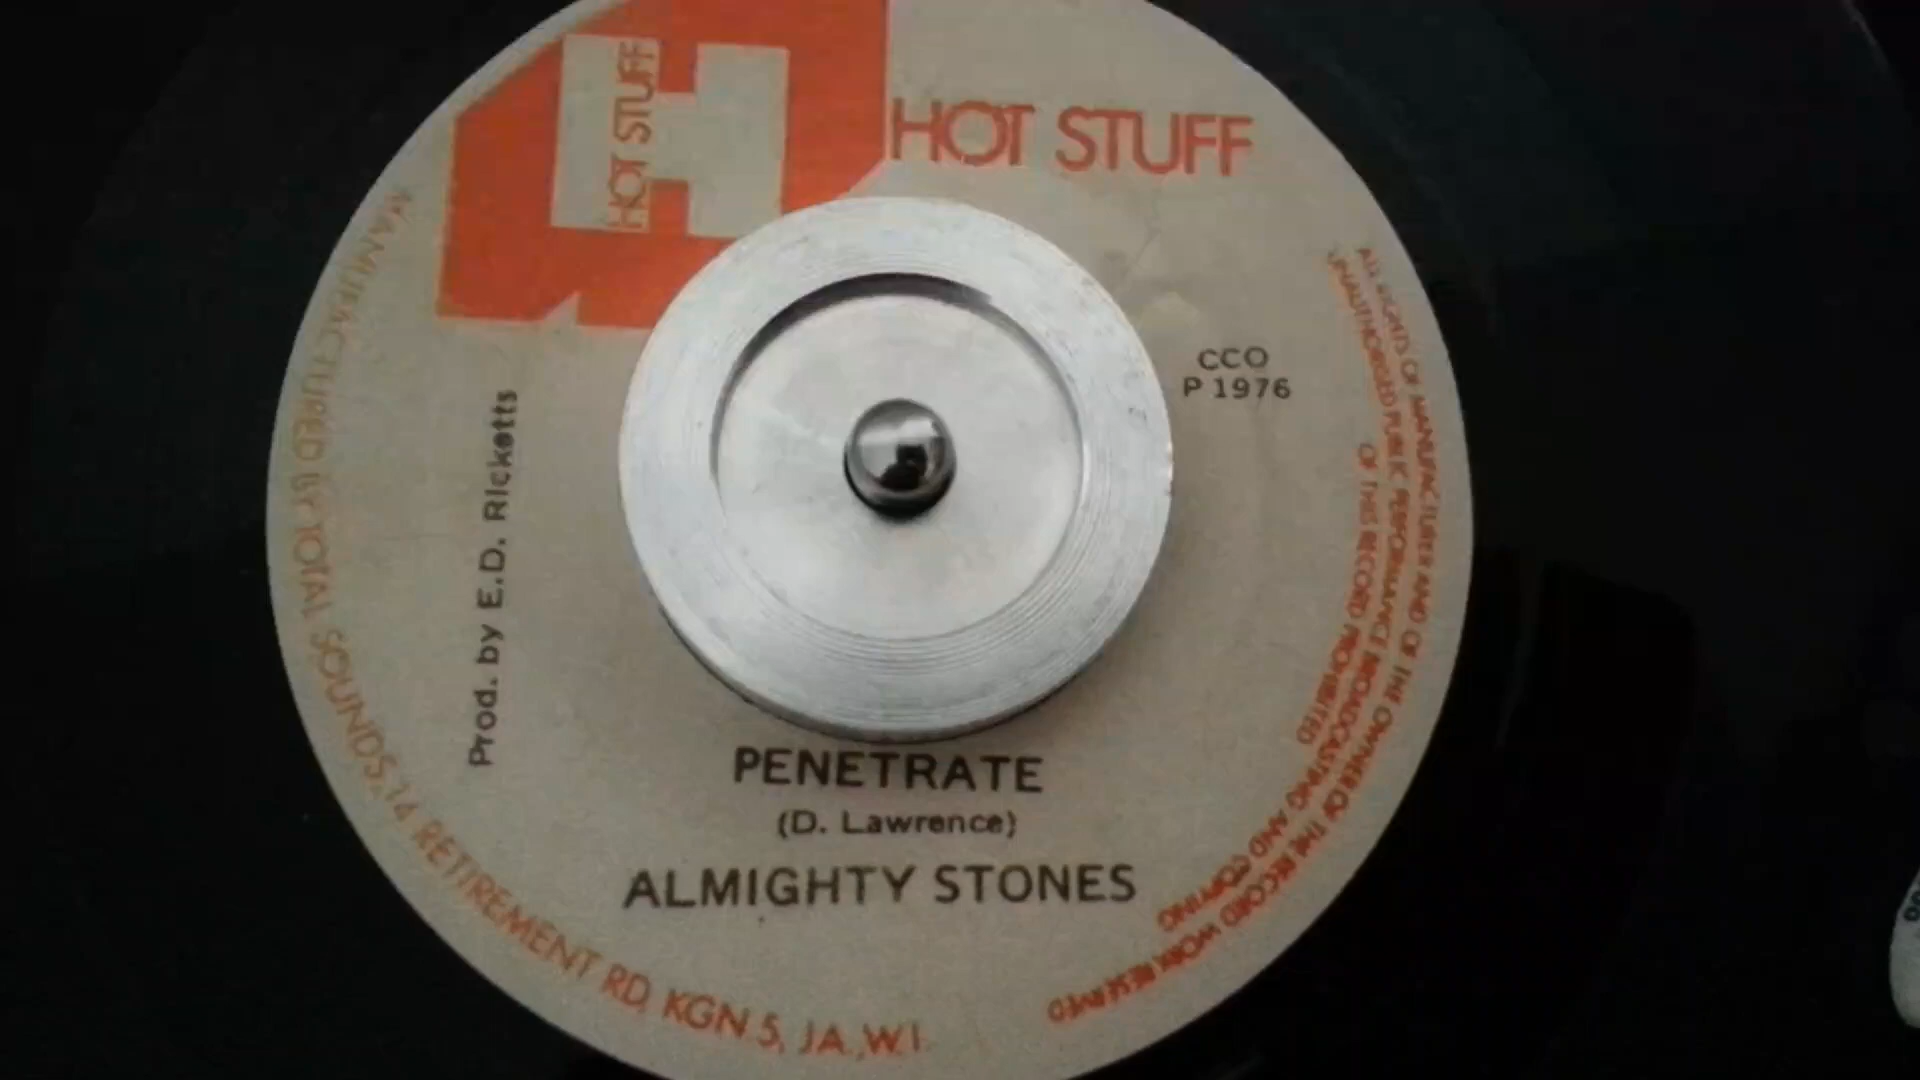 HOT STUFF
HOT STUFF
CCO
P 1976
Prod. by E.D. Ricketts
PENETRATE
(D. Lawrence)
ALMIGHTY STONES
MANUFACTURED BY TOTAL SOUNDS, 14 RETIREMENT RD, KGN. 5, JA., W.I.
ALL RIGHTS OF MANUFACTURER AND OF THE OWNER OF THE RECORD WORK RESERVED
UNAUTHORISED PUBLIC PERFORMANCE BROADCASTING AND COPYING
OF THIS RECORD PROHIBITED